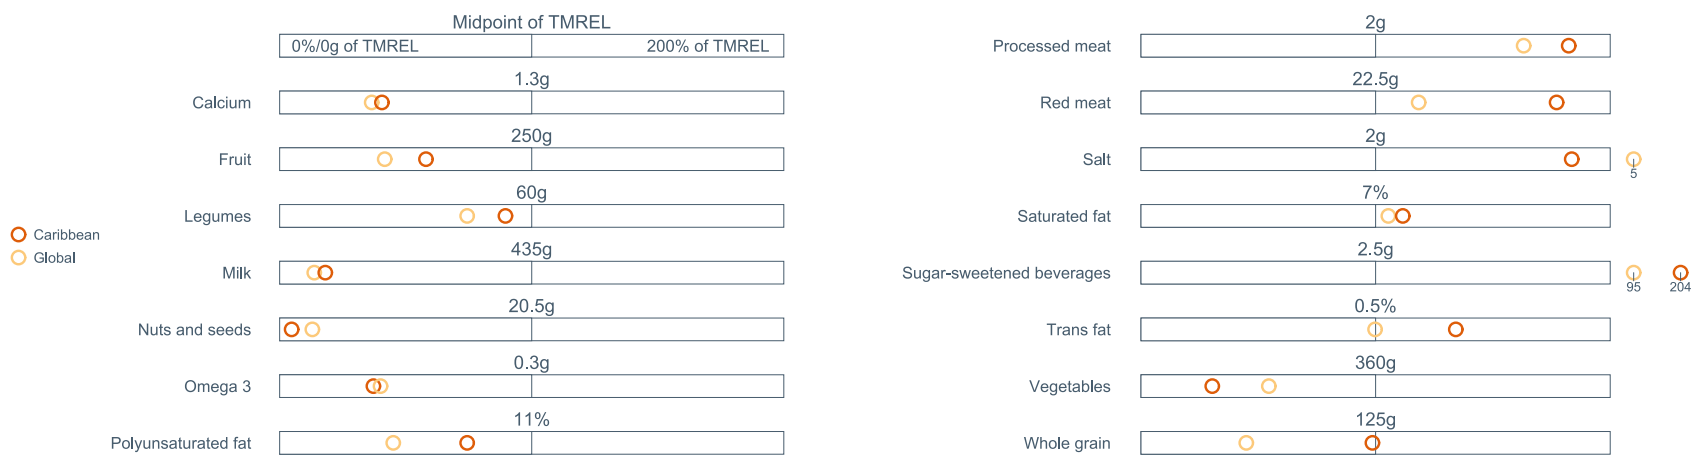 Midpoint of TMREL
0%/0g of TMREL 200% of TMREL
1.3g
Calcium
250g
Fruit
60g
Legumes
435g
Milk
20.5g
Nuts and seeds
0.3g
Omega 3
11%
Polyunsaturated fat
Caribbean
Global
2g
Processed meat
22.5g
Red meat
2g
Salt
5
7%
Saturated fat
2.5g
Sugar-sweetened beverages
95 204
0.5%
Trans fat
360g
Vegetables
125g
Whole grain